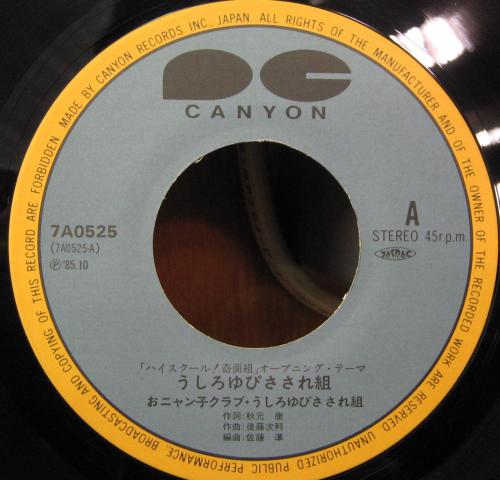 MADE BY CANYON RECORDS INC. JAPAN ALL RIGHTS OF THE MANUFACTURER AND OF THE OWNER OF THE RECORDED WORK ARE RESERVED UNAUTHORIZED PUBLIC PERFORMANCE BROADCASTING AND COPYING OF THIS RECORD ARE FORBIDDEN
CANYON
7A0525
(7A0525-A)
Ⓟ'85.10
A
STEREO 45r.p.m.
JASRAC
「ハイスクール!奇面組」オープニング・テーマ
うしろゆびさされ組
おニャン子クラブ・うしろゆびさされ組
作詞:秋元 康
作曲:後藤次利
編曲:佐藤 準